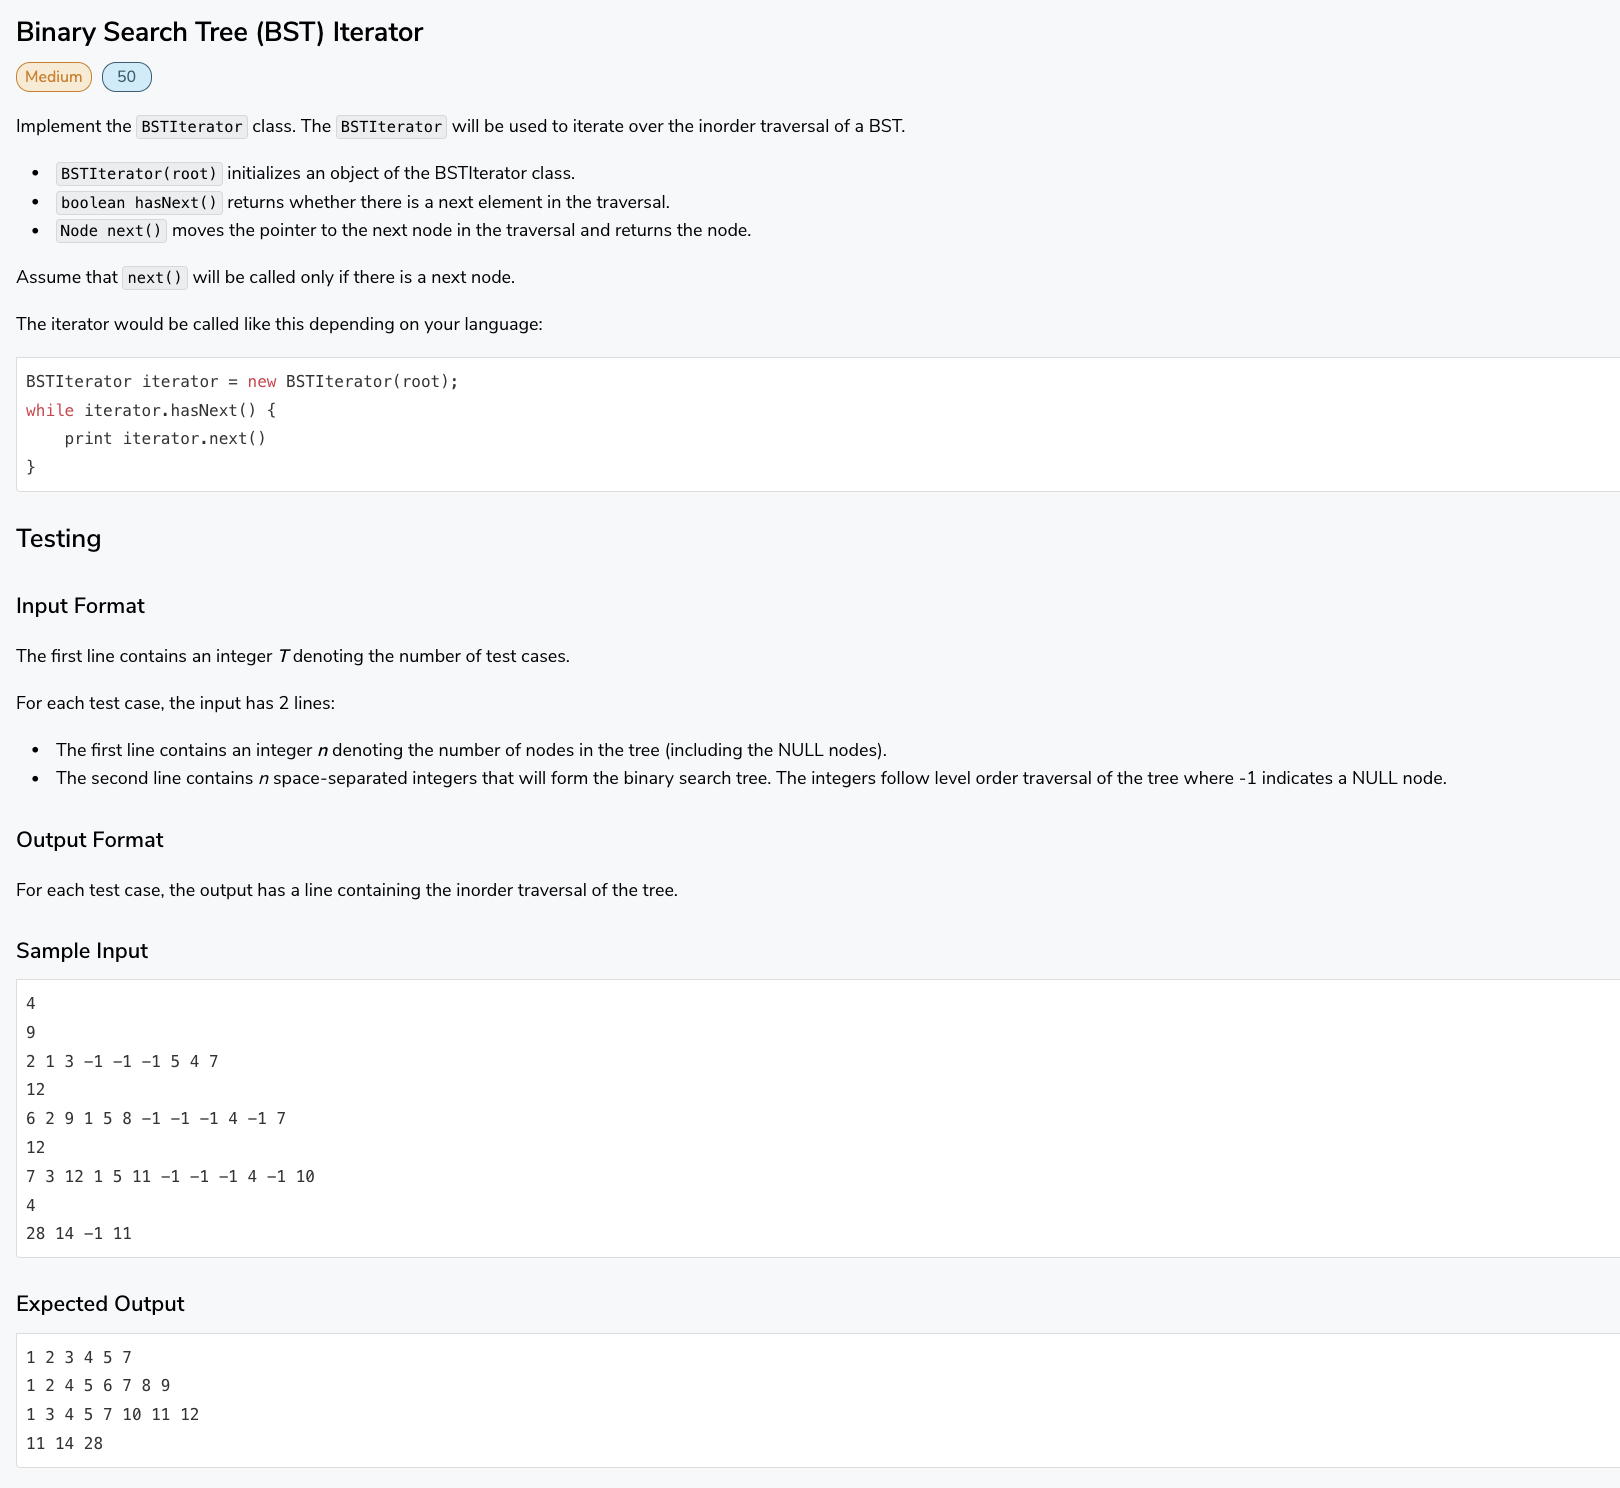 Binary Search Tree (BST) Iterator
Medium 50
Implement the BSTIterator class. The BSTIterator will be used to iterate over the inorder traversal of a BST.
• BSTIterator(root) initializes an object of the BSTIterator class.
• boolean hasNext() returns whether there is a next element in the traversal.
• Node next() moves the pointer to the next node in the traversal and returns the node.
Assume that next() will be called only if there is a next node.
The iterator would be called like this depending on your language:
BSTIterator iterator = new BSTIterator(root);
while iterator.hasNext() {
    print iterator.next()
}
Testing
Input Format
The first line contains an integer T denoting the number of test cases.
For each test case, the input has 2 lines:
• The first line contains an integer n denoting the number of nodes in the tree (including the NULL nodes).
• The second line contains n space-separated integers that will form the binary search tree. The integers follow level order traversal of the tree where -1 indicates a NULL node.
Output Format
For each test case, the output has a line containing the inorder traversal of the tree.
Sample Input
4
9
2 1 3 -1 -1 -1 5 4 7
12
6 2 9 1 5 8 -1 -1 -1 4 -1 7
12
7 3 12 1 5 11 -1 -1 -1 4 -1 10
4
28 14 -1 11
Expected Output
1 2 3 4 5 7
1 2 4 5 6 7 8 9
1 3 4 5 7 10 11 12
11 14 28